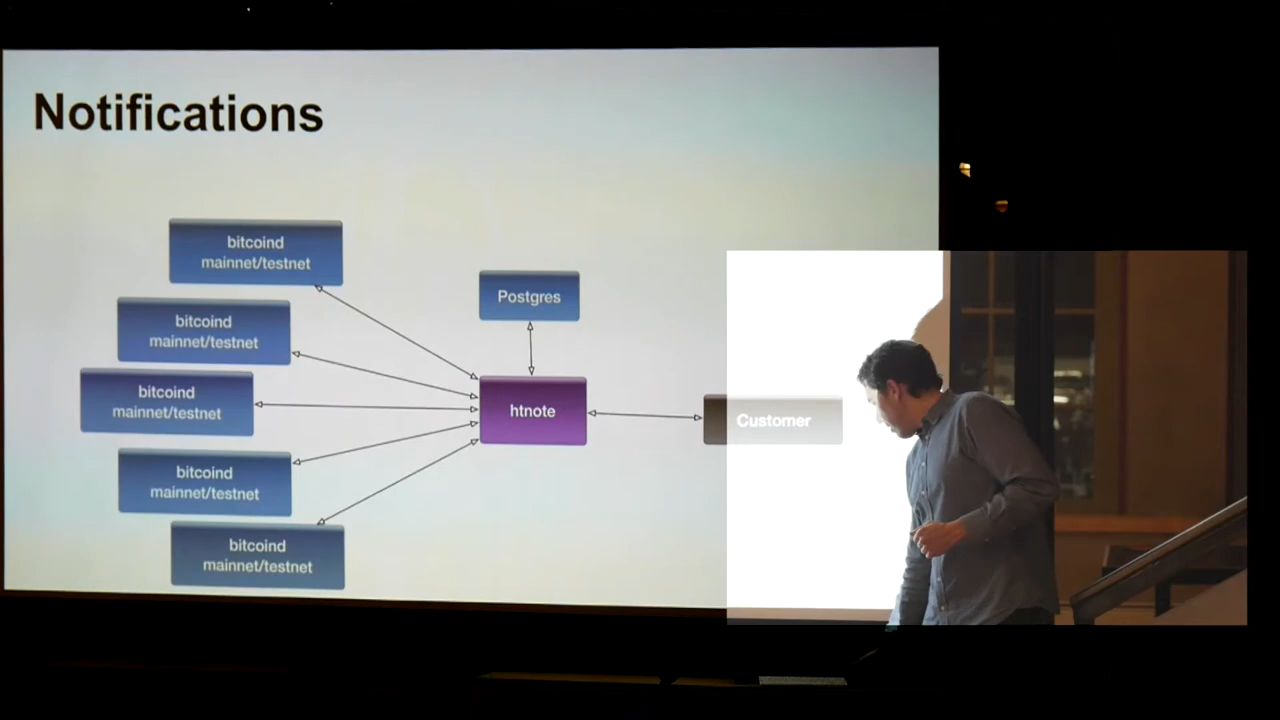 Notifications
bitcoind
mainnet/testnet
bitcoind
mainnet/testnet
Postgres
bitcoind
mainnet/testnet
htnote
Customer
bitcoind
mainnet/testnet
bitcoind
mainnet/testnet